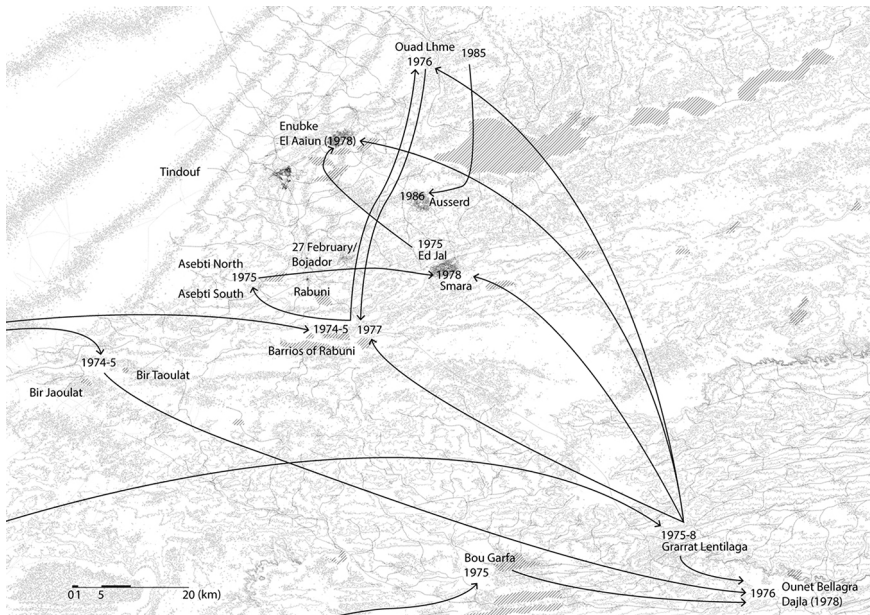 Ouad Lhme
1976
1985
Enubke
El Aaiun (1978)
Tindouf
1986
Ausserd
1975
Ed Jal
27 February/
Bojador
Asebti North
1975
Asebti South
Rabuni
1978
Smara
1974-5
1977
Barrios of Rabuni
1974-5
Bir Taoulat
Bir Jaoulat
1975-8
Grarrat Lentilaga
Bou Garfa
1975
1976
Ounet Bellagra
Dajla (1978)
0 1 5 20 (km)